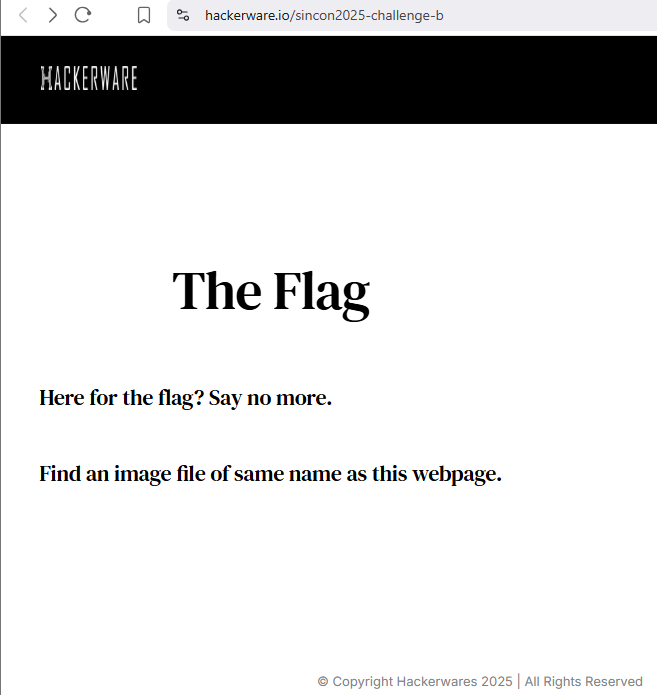 hackerware.io/sincon2025-challenge-b
HACKERWARE
The Flag
Here for the flag? Say no more.
Find an image file of same name as this webpage.
© Copyright Hackerwares 2025 | All Rights Reserved